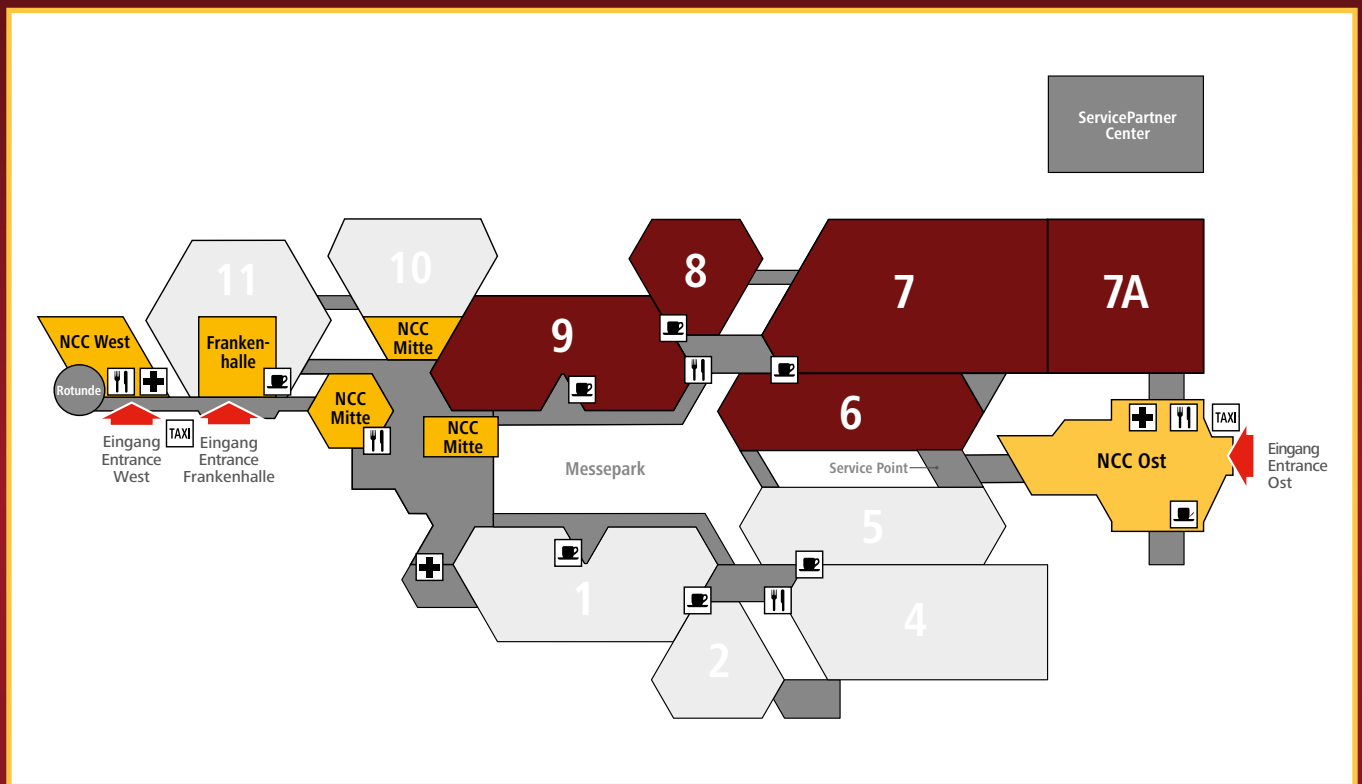 ServicePartner
Center
11
10
8
7
7A
9
NCC West
Franken-
halle
NCC
Mitte
Rotunde
NCC
Mitte
6
NCC
Mitte
TAXI
TAXI
Eingang
Entrance
West
Eingang
Entrance
Frankenhalle
Messepark
Service Point
NCC Ost
Eingang
Entrance
Ost
5
1
4
2